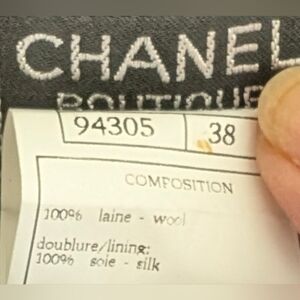 CHANEL
BOUTIQUE
94305 38
COMPOSITION
100% laine - wool
doublure/lining:
100% soie - silk